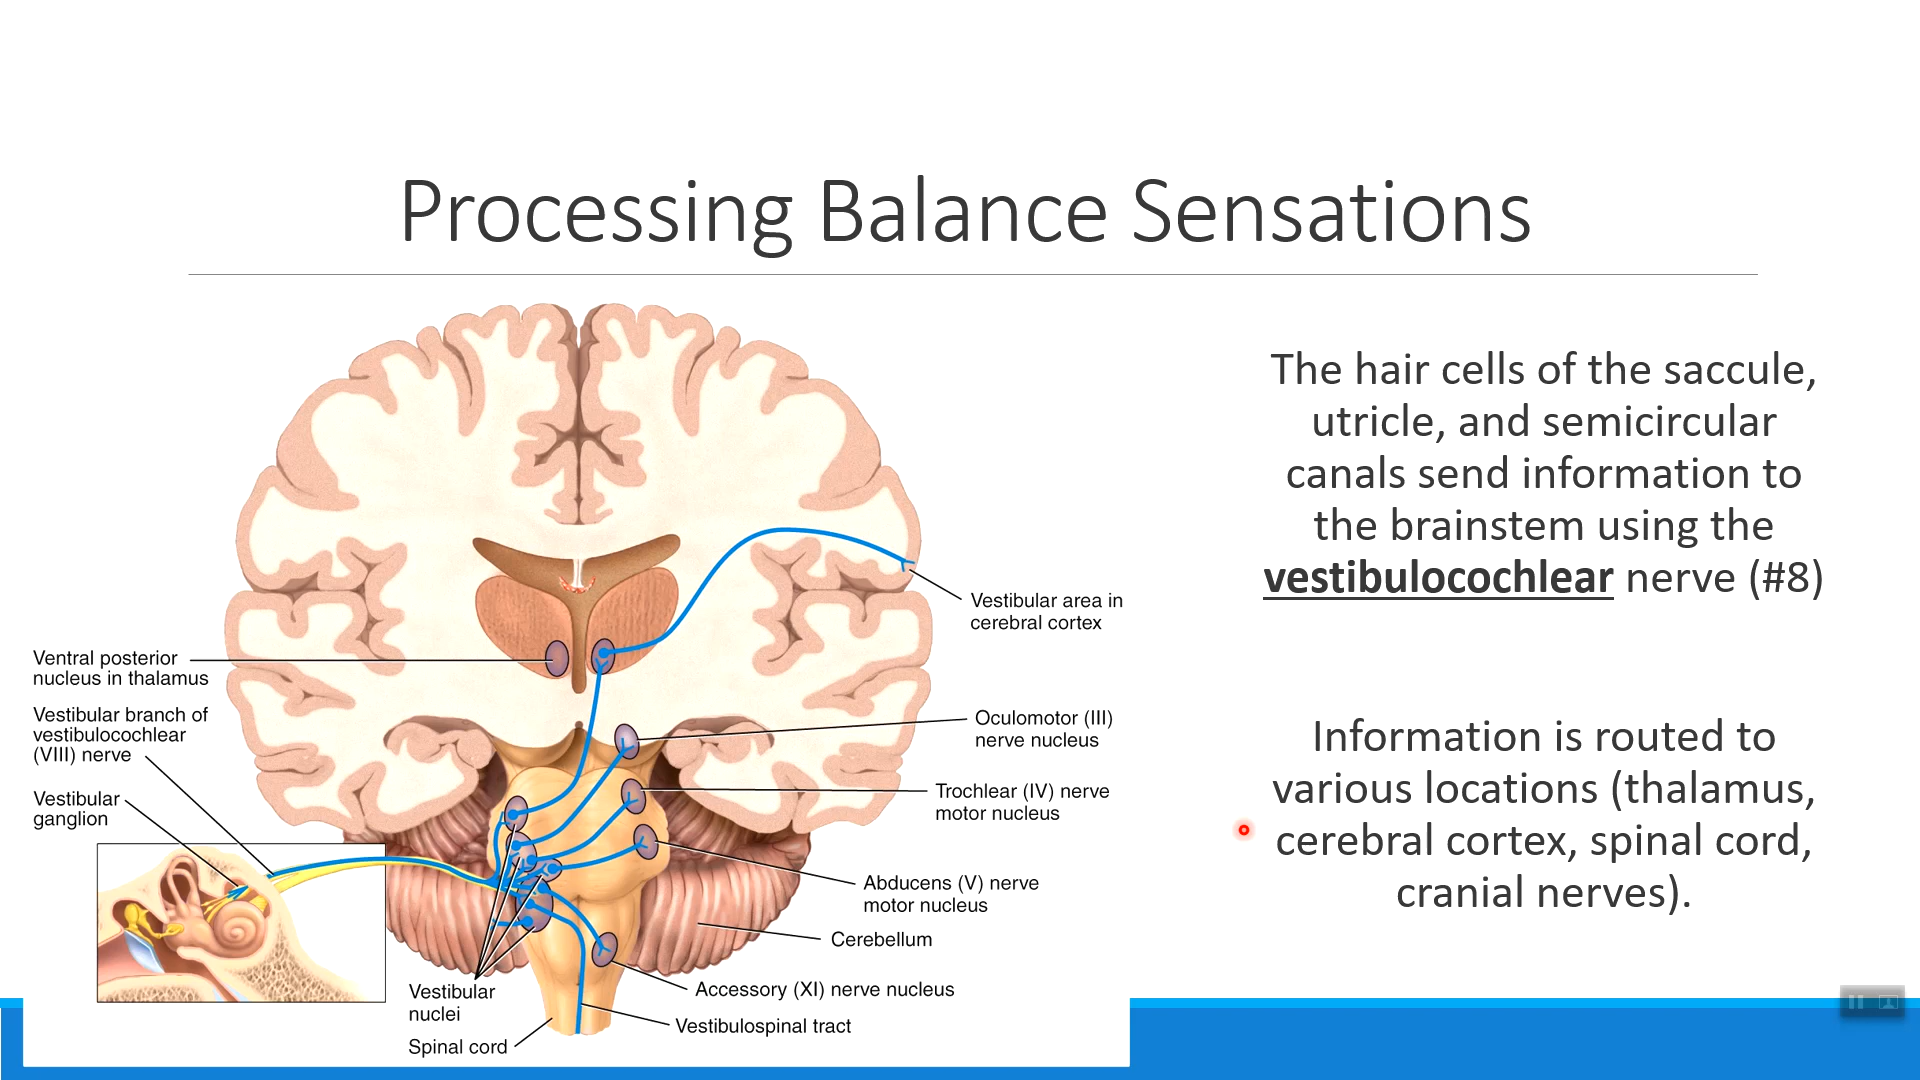 Processing Balance Sensations
The hair cells of the saccule,
utricle, and semicircular
canals send information to
the brainstem using the
vestibulocochlear nerve (#8)
Information is routed to
various locations (thalamus,
cerebral cortex, spinal cord,
cranial nerves).
Ventral posterior
nucleus in thalamus
Vestibular branch of
vestibulocochlear
(VIII) nerve
Vestibular
ganglion
Vestibular area in
cerebral cortex
Oculomotor (III)
nerve nucleus
Trochlear (IV) nerve
motor nucleus
Abducens (V) nerve
motor nucleus
Cerebellum
Accessory (XI) nerve nucleus
Vestibulospinal tract
Vestibular
nuclei
Spinal cord